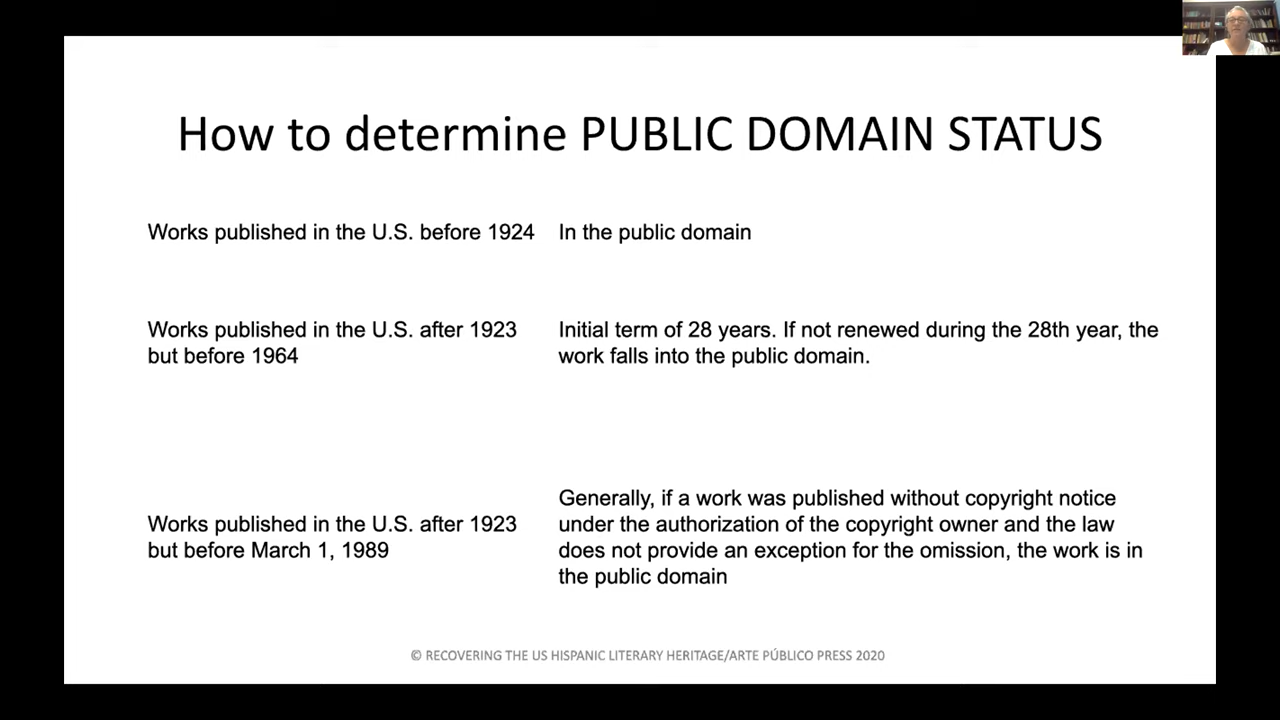 How to determine PUBLIC DOMAIN STATUS
Works published in the U.S. before 1924
In the public domain
Works published in the U.S. after 1923
but before 1964
Initial term of 28 years. If not renewed during the 28th year, the
work falls into the public domain.
Works published in the U.S. after 1923
but before March 1, 1989
Generally, if a work was published without copyright notice
under the authorization of the copyright owner and the law
does not provide an exception for the omission, the work is in
the public domain
© RECOVERING THE US HISPANIC LITERARY HERITAGE/ARTE PÚBLICO PRESS 2020